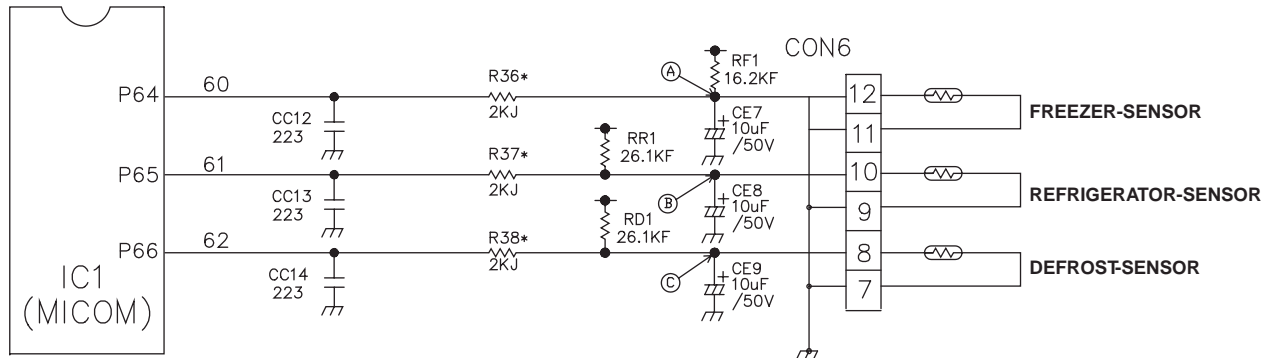 RF1
16.2KF
CON6
A
P64
60
R36*
2KJ
12
FREEZER-SENSOR
CC12
223
CE7
+
10uF
/50V
11
RR1
26.1KF
P65
61
R37*
2KJ
B
10
REFRIGERATOR-SENSOR
CC13
223
RD1
26.1KF
CE8
+
10uF
/50V
9
P66
62
R38*
2KJ
C
8
DEFROST-SENSOR
CC14
223
CE9
+
10uF
/50V
7
IC1
(MICOM)